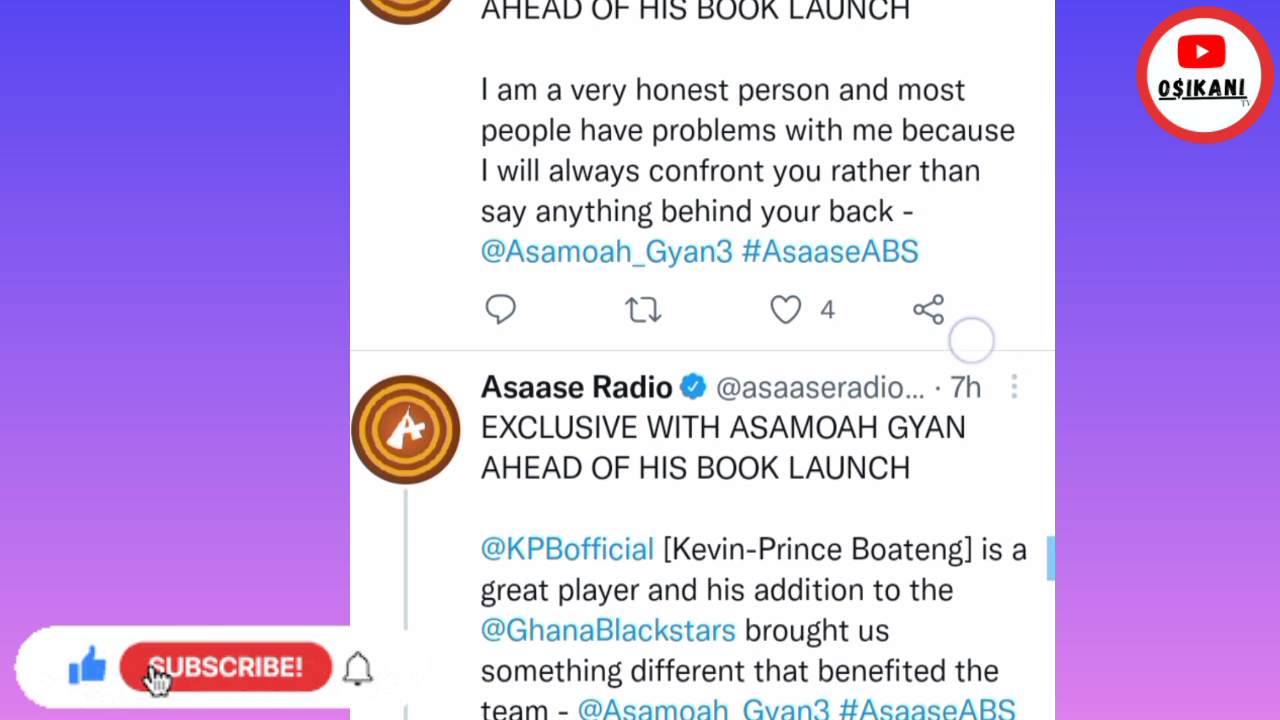 AHEAD OF HIS BOOK LAUNCH
I am a very honest person and most
people have problems with me because
I will always confront you rather than
say anything behind your back -
@Asamoah_Gyan3 #AsaaseABS
4
Asaase Radio @asaaseradio... · 7h
EXCLUSIVE WITH ASAMOAH GYAN
AHEAD OF HIS BOOK LAUNCH
@KPBofficial [Kevin-Prince Boateng] is a
great player and his addition to the
@GhanaBlackstars brought us
something different that benefited the
team - @Asamoah_Gyan3 #AsaaseABS
O$IKANI
TV
SUBSCRIBE!